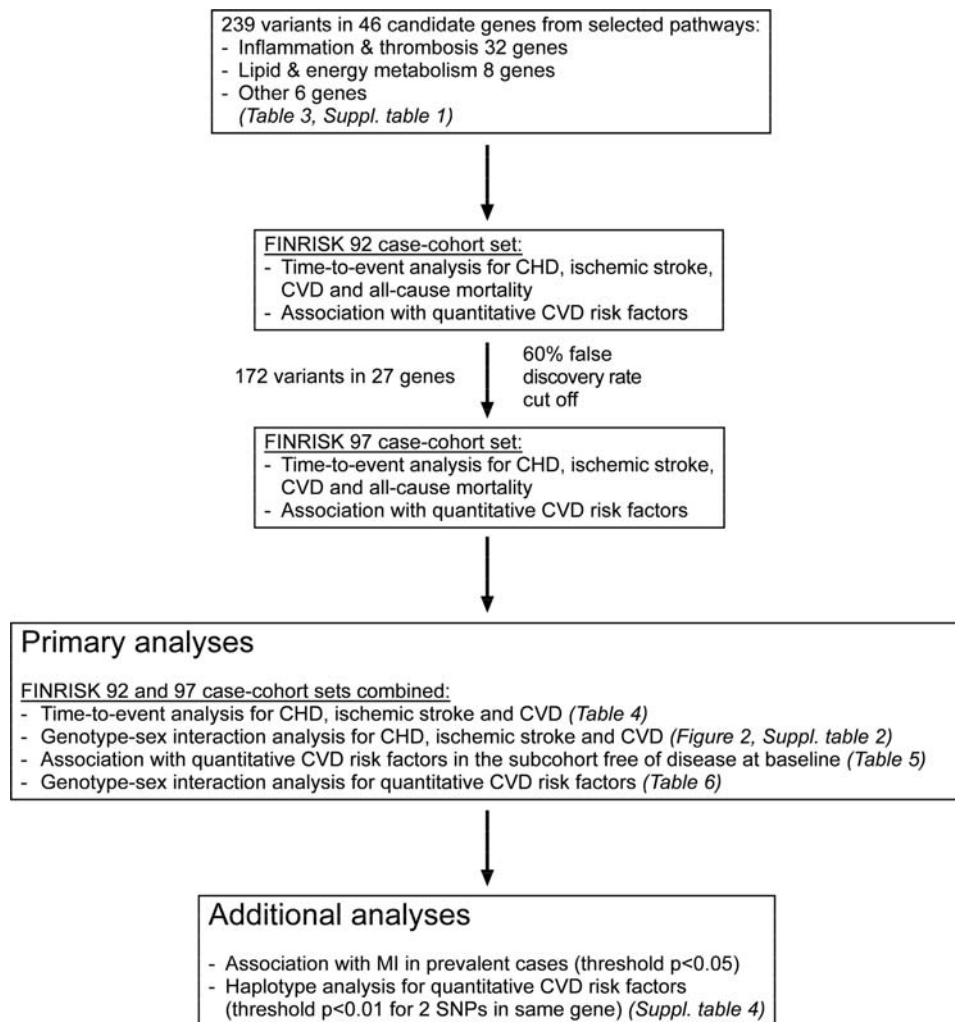 239 variants in 46 candidate genes from selected pathways:
- Inflammation & thrombosis 32 genes
- Lipid & energy metabolism 8 genes
- Other 6 genes
(Table 3, Suppl. table 1)
FINRISK 92 case-cohort set:
- Time-to-event analysis for CHD, ischemic stroke,
CVD and all-cause mortality
- Association with quantitative CVD risk factors
172 variants in 27 genes
60% false
discovery rate
cut off
FINRISK 97 case-cohort set:
- Time-to-event analysis for CHD, ischemic stroke,
CVD and all-cause mortality
- Association with quantitative CVD risk factors
Primary analyses
FINRISK 92 and 97 case-cohort sets combined:
- Time-to-event analysis for CHD, ischemic stroke and CVD (Table 4)
- Genotype-sex interaction analysis for CHD, ischemic stroke and CVD (Figure 2, Suppl. table 2)
- Association with quantitative CVD risk factors in the subcohort free of disease at baseline (Table 5)
- Genotype-sex interaction analysis for quantitative CVD risk factors (Table 6)
Additional analyses
- Association with MI in prevalent cases (threshold p<0.05)
- Haplotype analysis for quantitative CVD risk factors
(threshold p<0.01 for 2 SNPs in same gene) (Suppl. table 4)